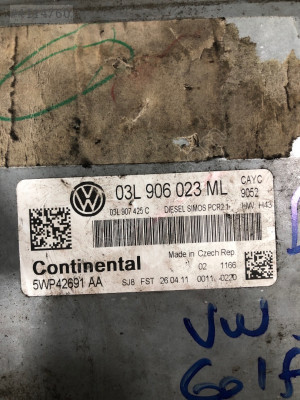 03L 906 023 ML
CAYC
9052
03L 907 425 C
DIESEL SIMOS PCR2.1
HW: H43
Made in Czech Rep.
Continental
02 1166
5WP42691 AA
SJ8 FST 26 04 11 0011 0220
VW
Golf